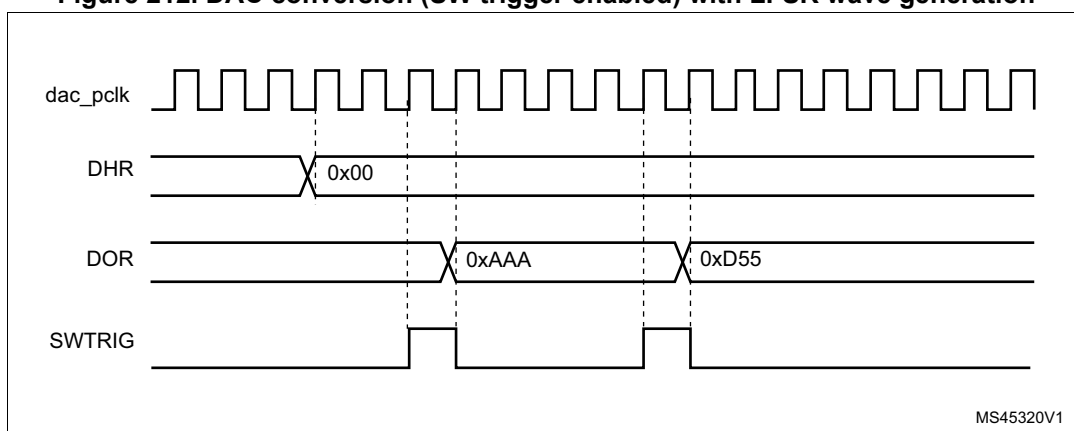 Figure 212. DAC conversion (SW trigger enabled) with LFSR wave generation
dac_pclk
DHR
0x00
DOR
0xAAA
0xD55
SWTRIG
MS45320V1